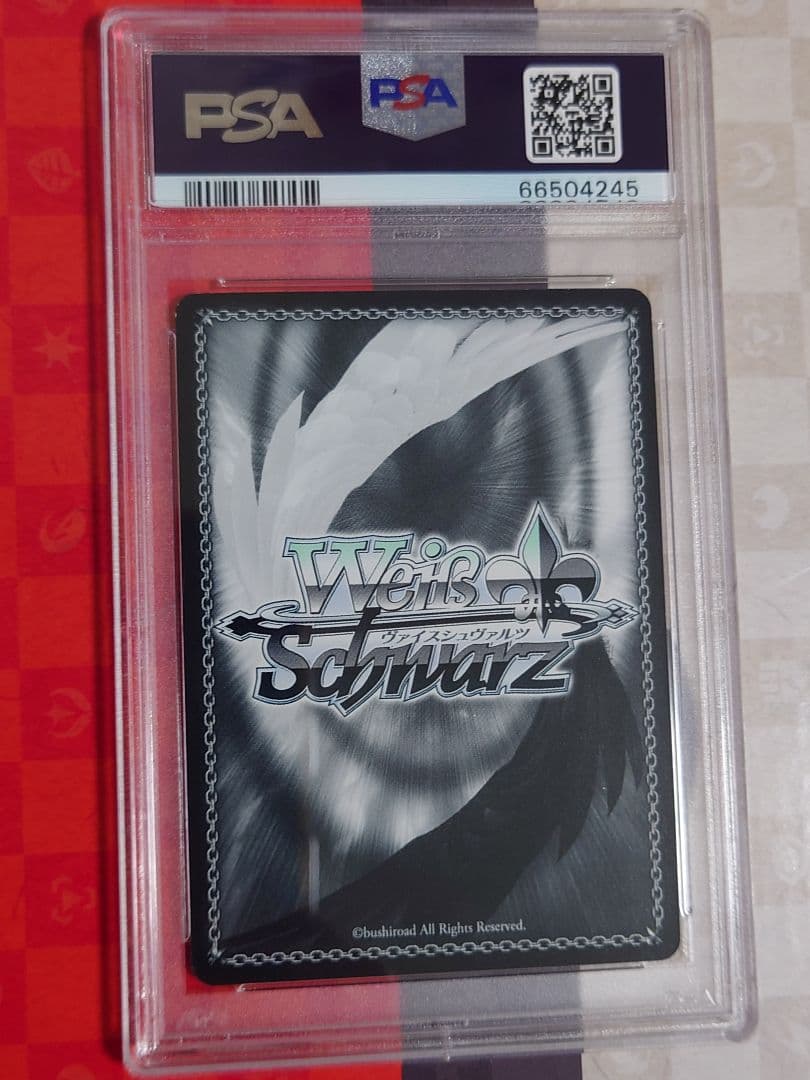 PSA
PSA
66504245
Weiß
ヴァイスシュヴァルツ
Schwarz
©bushiroad All Rights Reserved.